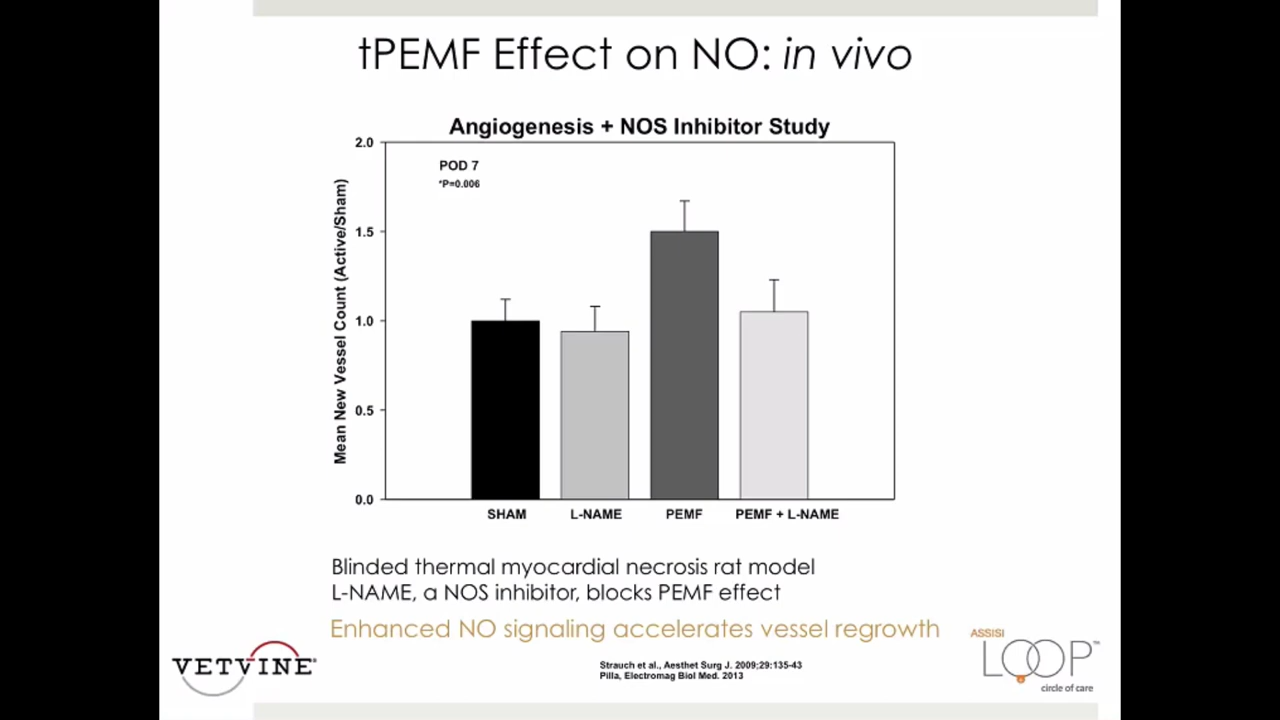 tPEMF Effect on NO: in vivo
Angiogenesis + NOS Inhibitor Study
2.0
POD 7
*P=0.006
1.5
1.0
0.5
0.0
Mean New Vessel Count (Active/Sham)
SHAM L-NAME PEMF PEMF + L-NAME
Blinded thermal myocardial necrosis rat model
L-NAME, a NOS inhibitor, blocks PEMF effect
Enhanced NO signaling accelerates vessel regrowth
Strauch et al., Aesthet Surg J. 2009;29:135-43
Pilla, Electromag Biol Med. 2013
VETVINE®
ASSISI
LOOP™
circle of care